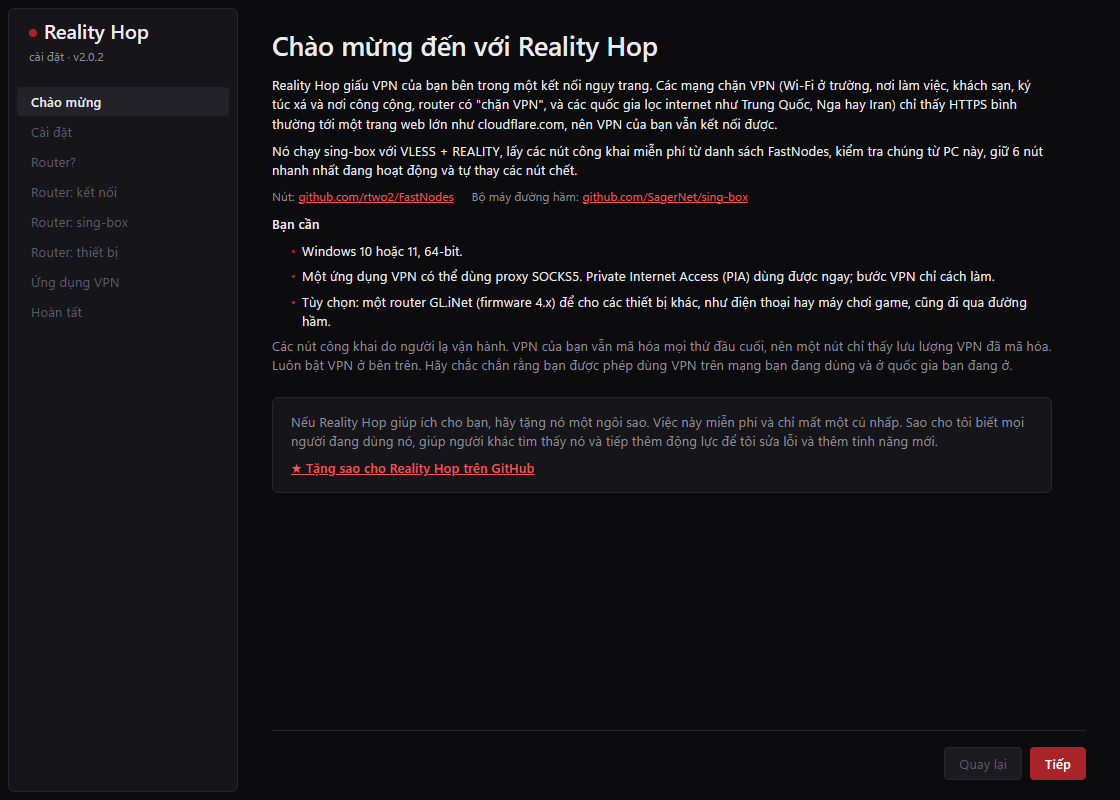 Reality Hop
cài đặt · v2.0.2
Chào mừng
Cài đặt
Router?
Router: kết nối
Router: sing-box
Router: thiết bị
Ứng dụng VPN
Hoàn tất
Chào mừng đến với Reality Hop
Reality Hop giấu VPN của bạn bên trong một kết nối ngụy trang. Các mạng chặn VPN (Wi-Fi ở trường, nơi làm việc, khách sạn, ký
túc xá và nơi công cộng, router có "chặn VPN", và các quốc gia lọc internet như Trung Quốc, Nga hay Iran) chỉ thấy HTTPS bình
thường tới một trang web lớn như cloudflare.com, nên VPN của bạn vẫn kết nối được.
Nó chạy sing-box với VLESS + REALITY, lấy các nút công khai miễn phí từ danh sách FastNodes, kiểm tra chúng từ PC này, giữ 6 nút
nhanh nhất đang hoạt động và tự thay các nút chết.
Nút: github.com/rtwo2/FastNodes Bộ máy đường hầm: github.com/SagerNet/sing-box
Bạn cần
• Windows 10 hoặc 11, 64-bit.
• Một ứng dụng VPN có thể dùng proxy SOCKS5. Private Internet Access (PIA) dùng được ngay; bước VPN chỉ cách làm.
• Tùy chọn: một router GL.iNet (firmware 4.x) để cho các thiết bị khác, như điện thoại hay máy chơi game, cũng đi qua đường
hầm.
Các nút công khai do người lạ vận hành. VPN của bạn vẫn mã hóa mọi thứ đầu cuối, nên một nút chỉ thấy lưu lượng VPN đã mã hóa.
Luôn bật VPN ở bên trên. Hãy chắc chắn rằng bạn được phép dùng VPN trên mạng bạn đang dùng và ở quốc gia bạn đang ở.
Nếu Reality Hop giúp ích cho bạn, hãy tặng nó một ngôi sao. Việc này miễn phí và chỉ mất một cú nhấp. Sao cho tôi biết mọi
người đang dùng nó, giúp người khác tìm thấy nó và tiếp thêm động lực để tôi sửa lỗi và thêm tính năng mới.
★ Tặng sao cho Reality Hop trên GitHub
Quay lại
Tiếp